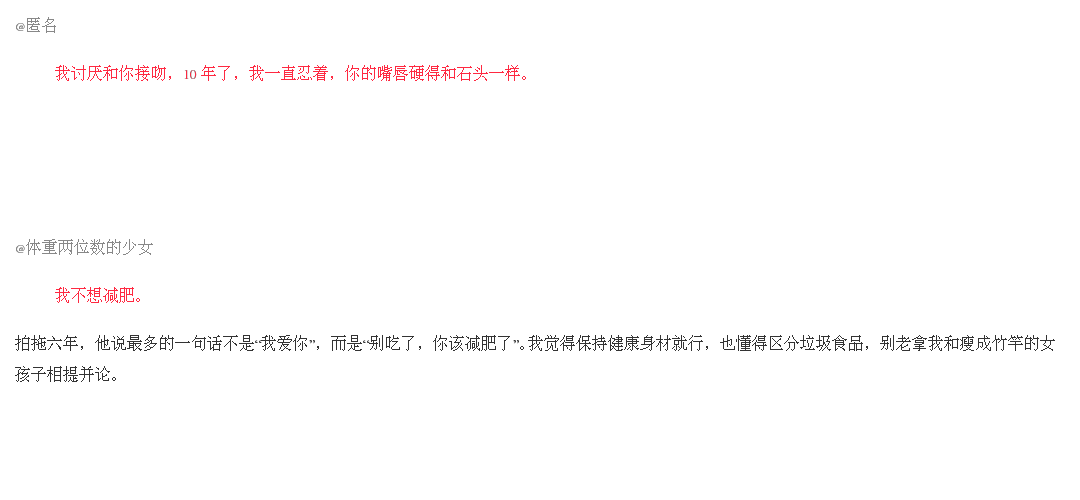 @匿名
我讨厌和你接吻，10 年了，我一直忍着，你的嘴唇硬得和石头一样。
@体重两位数的少女
我不想减肥。
拍拖六年，他说最多的一句话不是“我爱你”，而是“别吃了，你该减肥了”。我觉得保持健康身材就行，也懂得区分垃圾食品，别老拿我和瘦成竹竿的女
孩子相提并论。